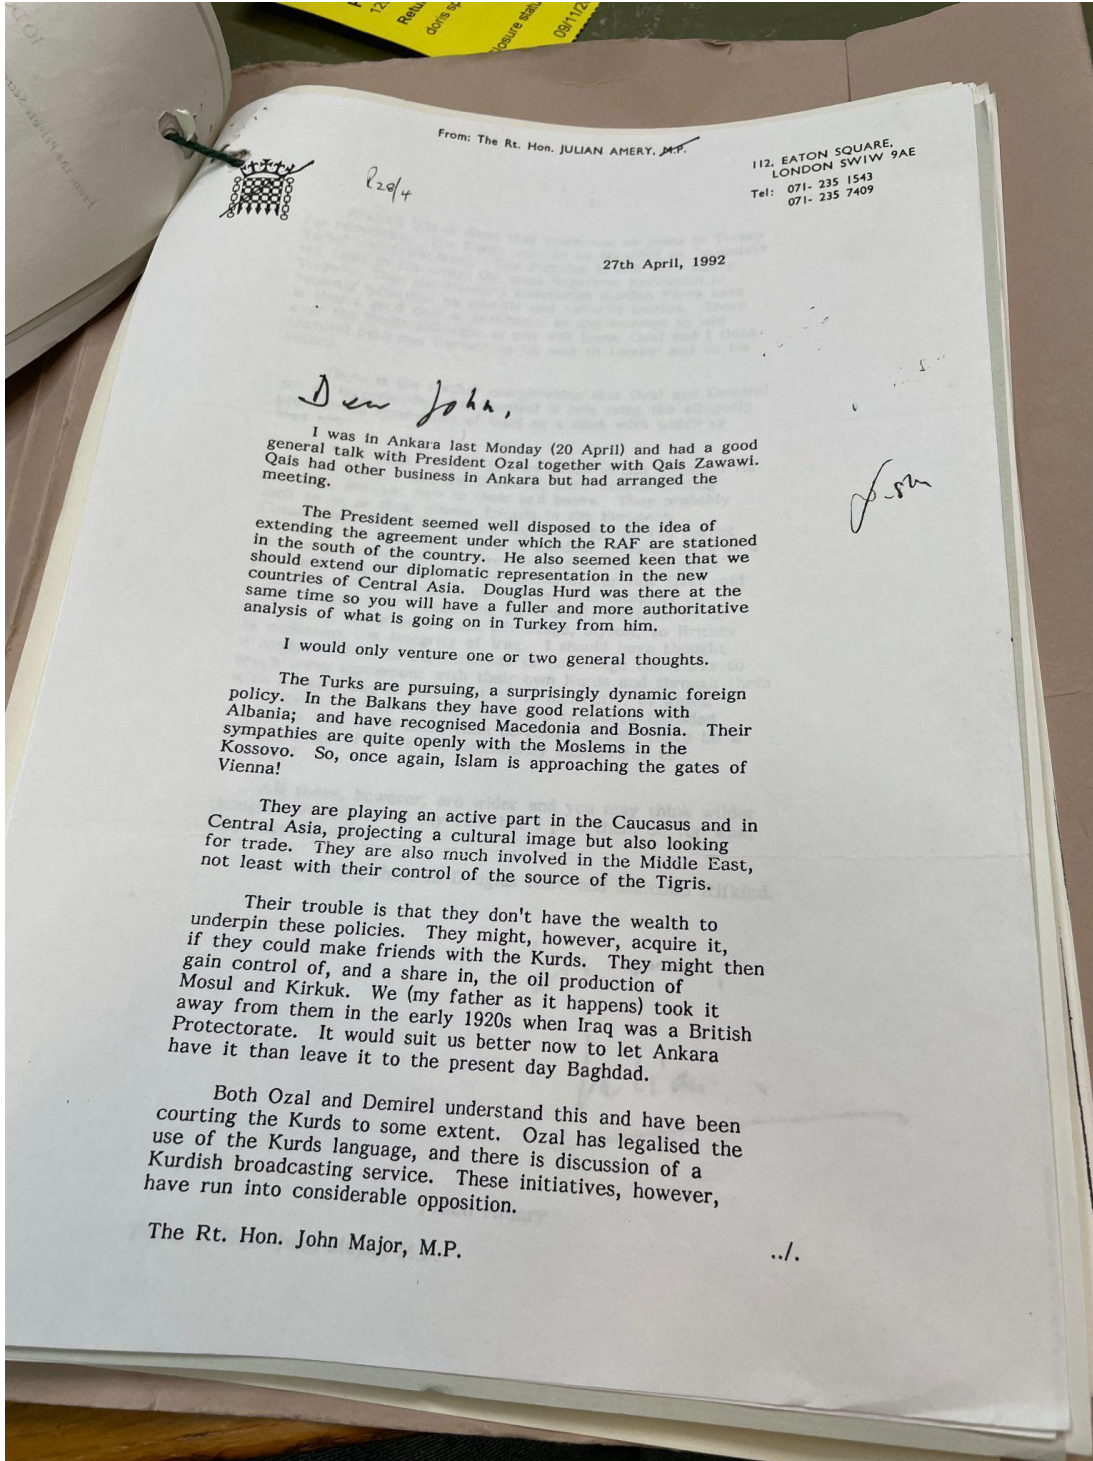 12
Retu
doris sp
losure statu
09/11/2
From: The Rt. Hon. JULIAN AMERY, M.P.
112, EATON SQUARE,
LONDON SW1W 9AE
Tel: 071- 235 1543
071- 235 7409
R28/4
27th April, 1992
Dear John,
I was in Ankara last Monday (20 April) and had a good
general talk with President Ozal together with Qais Zawawi.
Qais had other business in Ankara but had arranged the
meeting.
The President seemed well disposed to the idea of
extending the agreement under which the RAF are stationed
in the south of the country. He also seemed keen that we
should extend our diplomatic representation in the new
countries of Central Asia. Douglas Hurd was there at the
same time so you will have a fuller and more authoritative
analysis of what is going on in Turkey from him.
I would only venture one or two general thoughts.
The Turks are pursuing, a surprisingly dynamic foreign
policy. In the Balkans they have good relations with
Albania; and have recognised Macedonia and Bosnia. Their
sympathies are quite openly with the Moslems in the
Kossovo. So, once again, Islam is approaching the gates of
Vienna!
They are playing an active part in the Caucasus and in
Central Asia, projecting a cultural image but also looking
for trade. They are also much involved in the Middle East,
not least with their control of the source of the Tigris.
Their trouble is that they don't have the wealth to
underpin these policies. They might, however, acquire it,
if they could make friends with the Kurds. They might then
gain control of, and a share in, the oil production of
Mosul and Kirkuk. We (my father as it happens) took it
away from them in the early 1920s when Iraq was a British
Protectorate. It would suit us better now to let Ankara
have it than leave it to the present day Baghdad.
Both Ozal and Demirel understand this and have been
courting the Kurds to some extent. Ozal has legalised the
use of the Kurds language, and there is discussion of a
Kurdish broadcasting service. These initiatives, however,
have run into considerable opposition.
The Rt. Hon. John Major, M.P.
../.